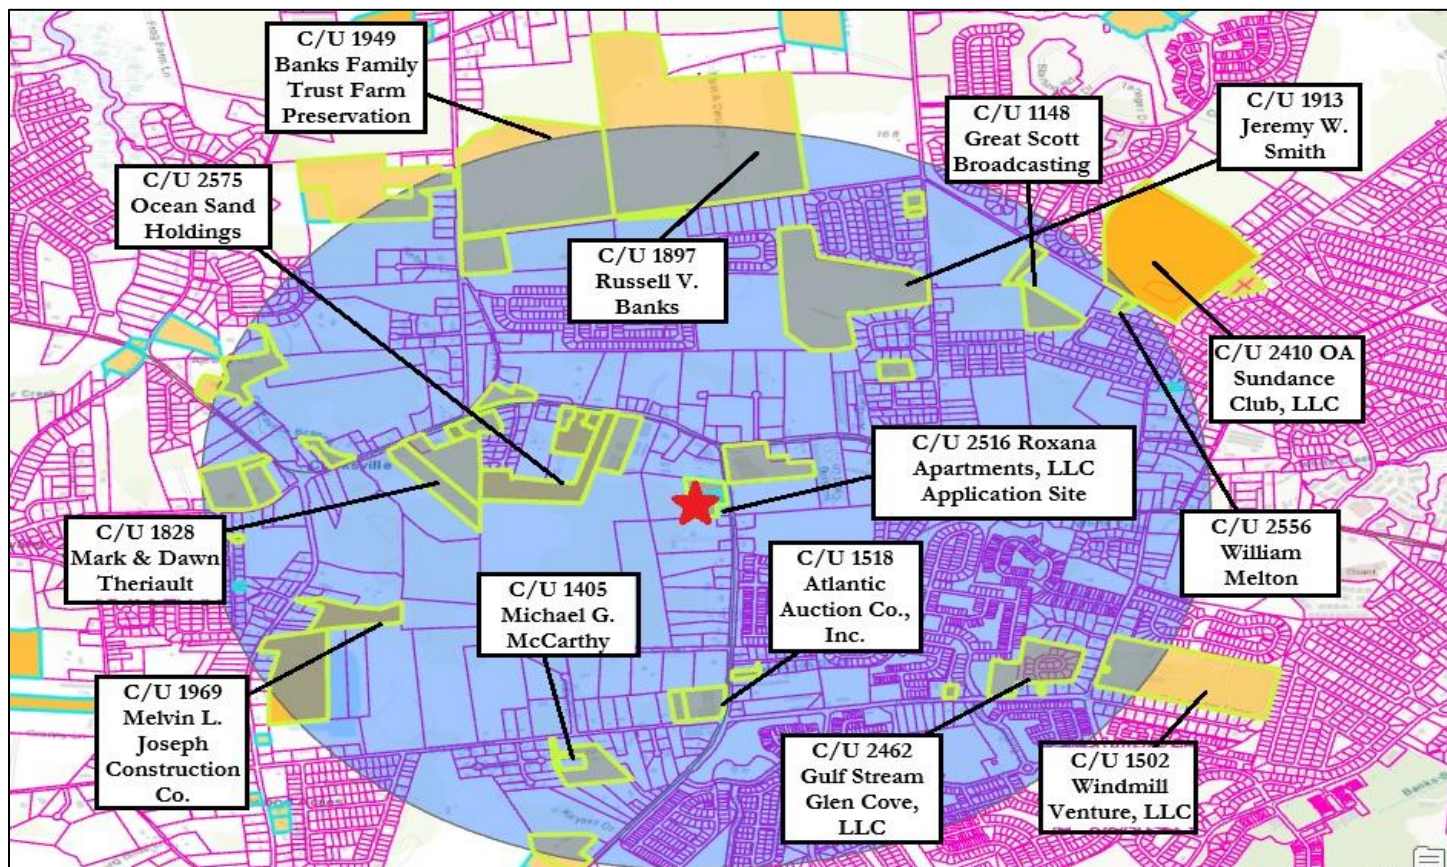 C/U 1949
Banks Family
Trust Farm
Preservation
C/U 2575
Ocean Sand
Holdings
C/U 1897
Russell V.
Banks
C/U 1148
Great Scott
Broadcasting
C/U 1913
Jeremy W.
Smith
C/U 2410 OA
Sundance
Club, LLC
C/U 2516 Roxana
Apartments, LLC
Application Site
C/U 2556
William
Melton
C/U 1828
Mark & Dawn
Theriault
C/U 1405
Michael G.
McCarthy
C/U 1518
Atlantic
Auction Co.,
Inc.
C/U 1969
Melvin L.
Joseph
Construction
Co.
C/U 2462
Gulf Stream
Glen Cove,
LLC
C/U 1502
Windmill
Venture, LLC